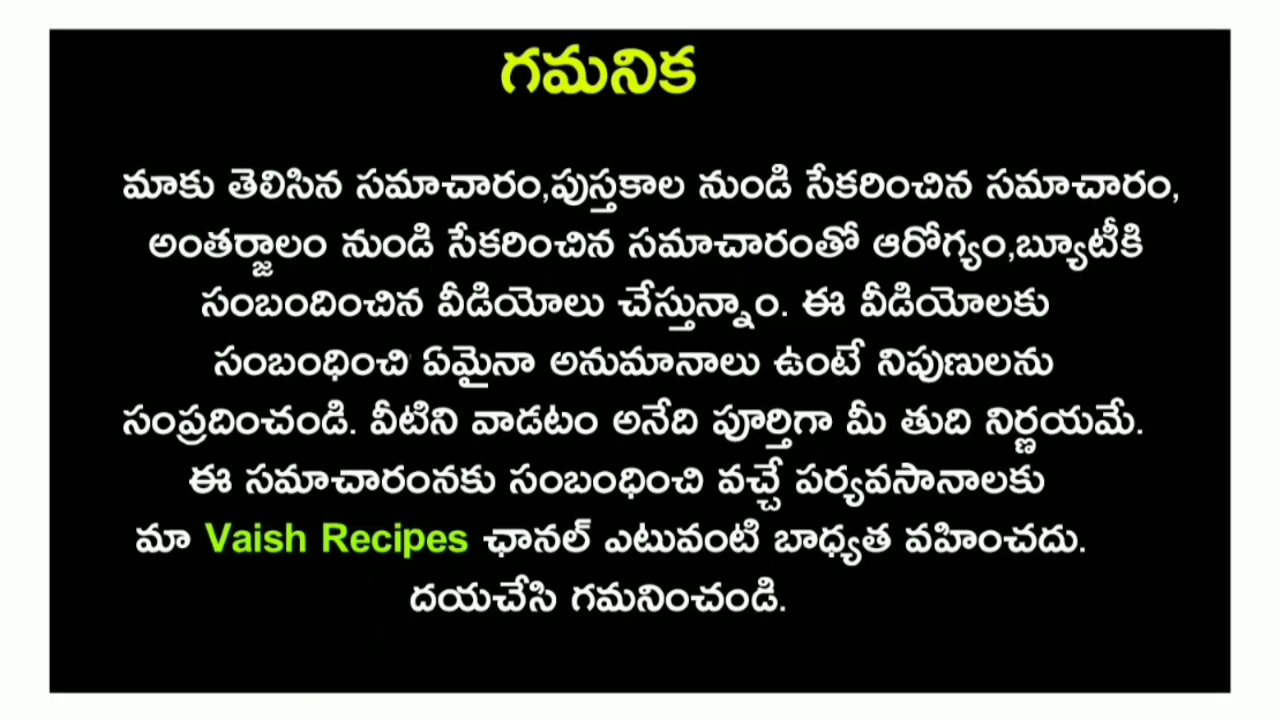 గమనిక
మాకు తెలిసిన సమాచారం,పుస్తకాల నుండి సేకరించిన సమాచారం,
అంతర్జాలం నుండి సేకరించిన సమాచారంతో ఆరోగ్యం,బ్యూటీకి
సంబందించిన వీడియోలు చేస్తున్నాం. ఈ వీడియోలకు
సంబంధించి ఏమైనా అనుమానాలు ఉంటే నిపుణులను
సంప్రదించండి. వీటిని వాడటం అనేది పూర్తిగా మీ తుది నిర్ణయమే.
ఈ సమాచారంనకు సంబంధించి వచ్చే పర్యవసానాలకు
మా Vaish Recipes ఛానల్ ఎటువంటి బాధ్యత వహించదు.
దయచేసి గమనించండి.